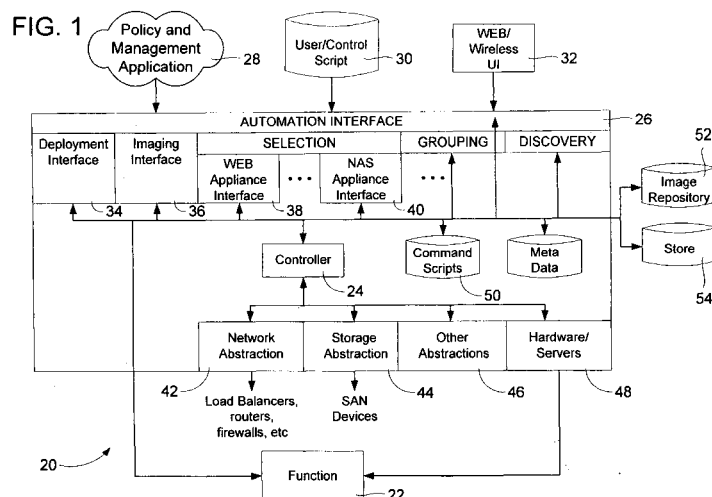 FIG. 1
Policy and
Management
Application
28
User/Control
Script
30
WEB/
Wireless
UI
32
AUTOMATION INTERFACE
26
Deployment
Interface
34
Imaging
Interface
36
SELECTION
GROUPING
DISCOVERY
WEB
Appliance
Interface
38
•••
NAS
Appliance
Interface
40
•••
52
Image
Repository
Store
54
Controller
24
Command
Scripts
50
Meta
Data
Network
Abstraction
42
Storage
Abstraction
44
Other
Abstractions
46
Hardware/
Servers
48
Load Balancers,
routers,
firewalls, etc
SAN
Devices
20
Function
22